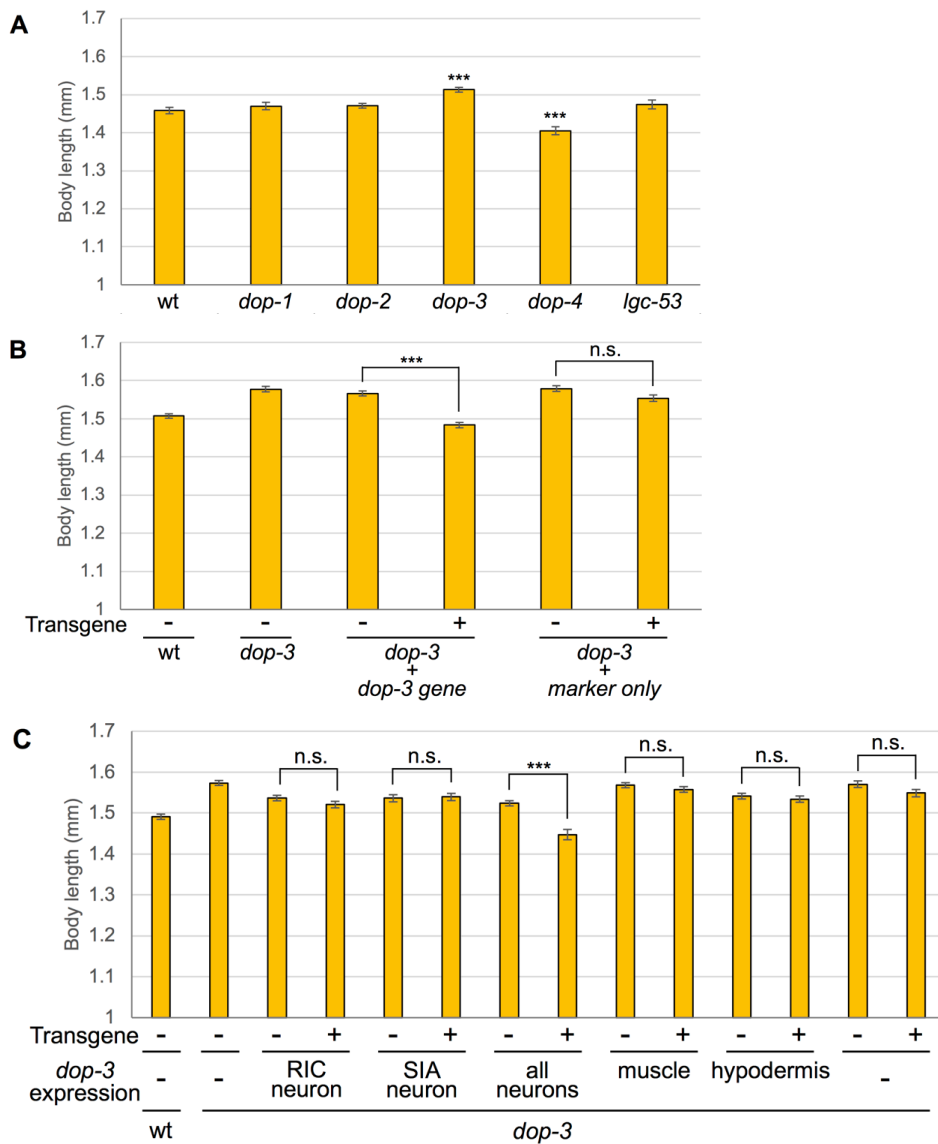 A
1.7
1.6
1.5
1.4
1.3
1.2
1.1
1
Body length (mm)
***
***
wt dop-1 dop-2 dop-3 dop-4 lgc-53
B
1.7
1.6
1.5
1.4
1.3
1.2
1.1
1
Body length (mm)
***
n.s.
Transgene - - - + - +
wt dop-3 dop-3 dop-3
+ +
dop-3 gene marker only
C
1.7
1.6
1.5
1.4
1.3
1.2
1.1
1
Body length (mm)
n.s. n.s. *** n.s. n.s. n.s.
Transgene - - - + - + - + - + - + - +
dop-3 - - RIC SIA all muscle hypodermis -
expression neuron neuron neurons
wt dop-3